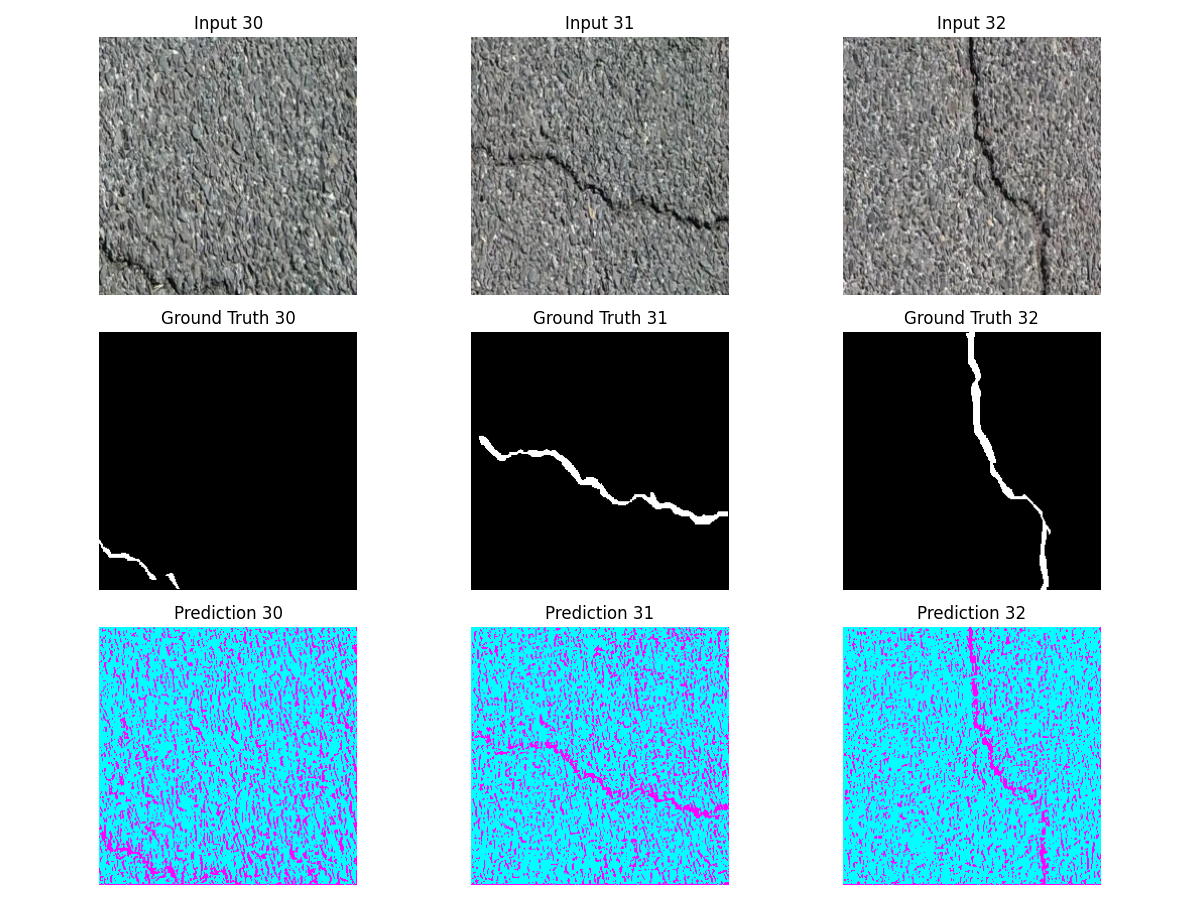 Input 30
Input 31
Input 32
Ground Truth 30
Ground Truth 31
Ground Truth 32
Prediction 30
Prediction 31
Prediction 32